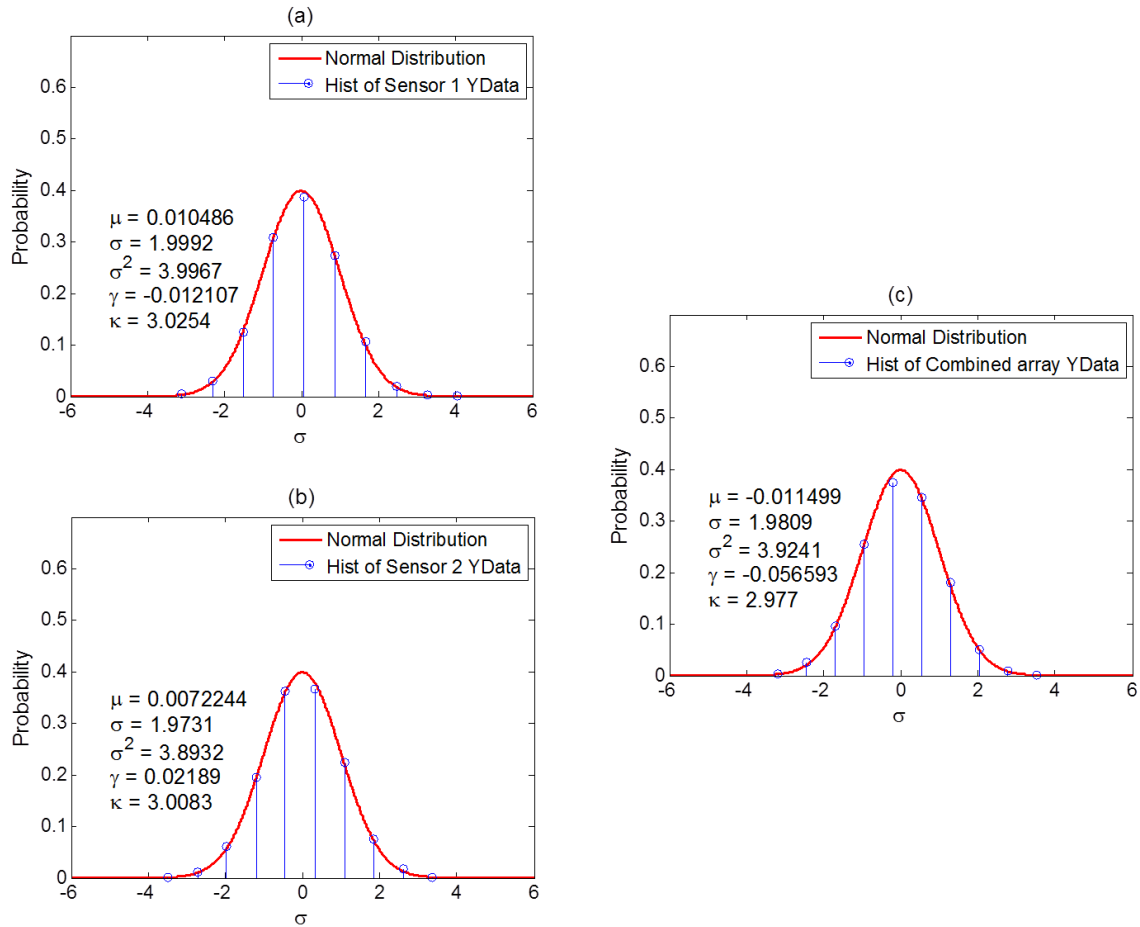 (a)
Normal Distribution
Hist of Sensor 1 YData
Probability
0.6
0.5
0.4
0.3
0.2
0.1
0
μ = 0.010486
σ = 1.9992
σ² = 3.9967
γ = -0.012107
κ = 3.0254
-6 -4 -2 0 2 4 6
σ
(b)
Normal Distribution
Hist of Sensor 2 YData
Probability
0.6
0.5
0.4
0.3
0.2
0.1
0
μ = 0.0072244
σ = 1.9731
σ² = 3.8932
γ = 0.02189
κ = 3.0083
-6 -4 -2 0 2 4 6
σ
(c)
Normal Distribution
Hist of Combined array YData
Probability
0.6
0.5
0.4
0.3
0.2
0.1
0
μ = -0.011499
σ = 1.9809
σ² = 3.9241
γ = -0.056593
κ = 2.977
-6 -4 -2 0 2 4 6
σ